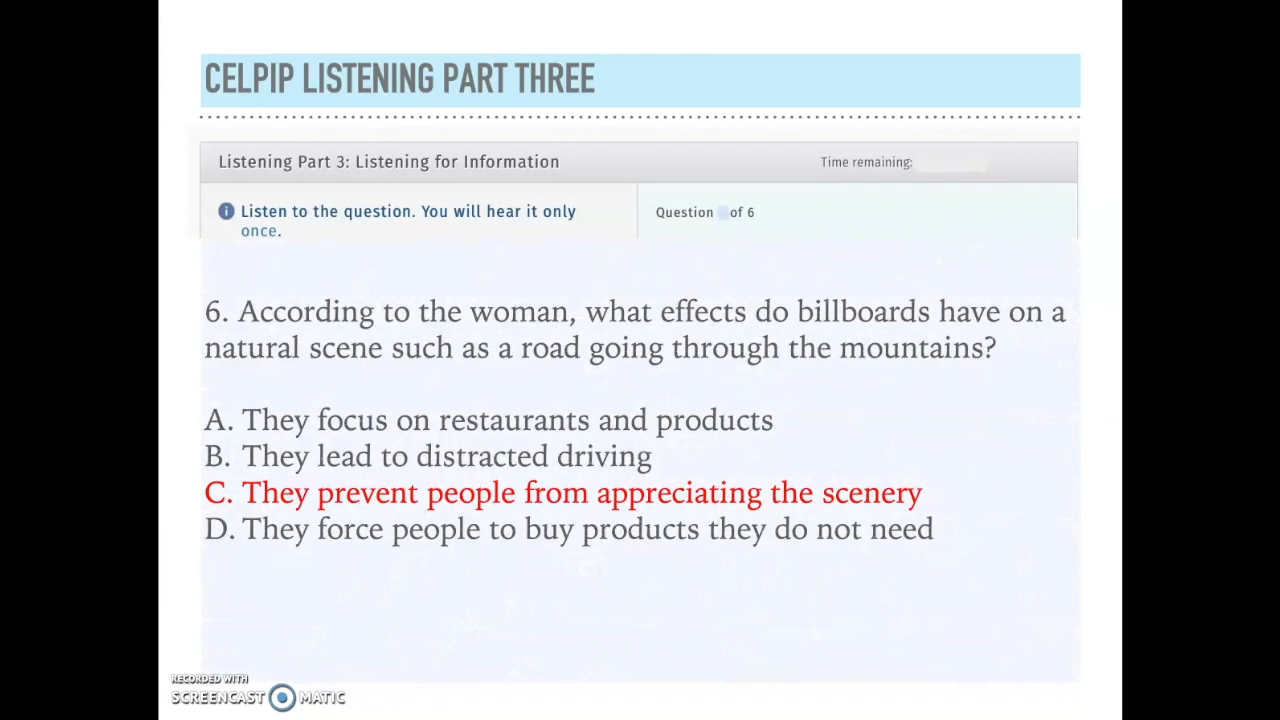 CELPIP LISTENING PART THREE
Listening Part 3: Listening for Information
Time remaining:
Listen to the question. You will hear it only
once.
Question of 6
6. According to the woman, what effects do billboards have on a
natural scene such as a road going through the mountains?
A. They focus on restaurants and products
B. They lead to distracted driving
C. They prevent people from appreciating the scenery
D. They force people to buy products they do not need
RECORDED WITH
SCREENCAST MATIC